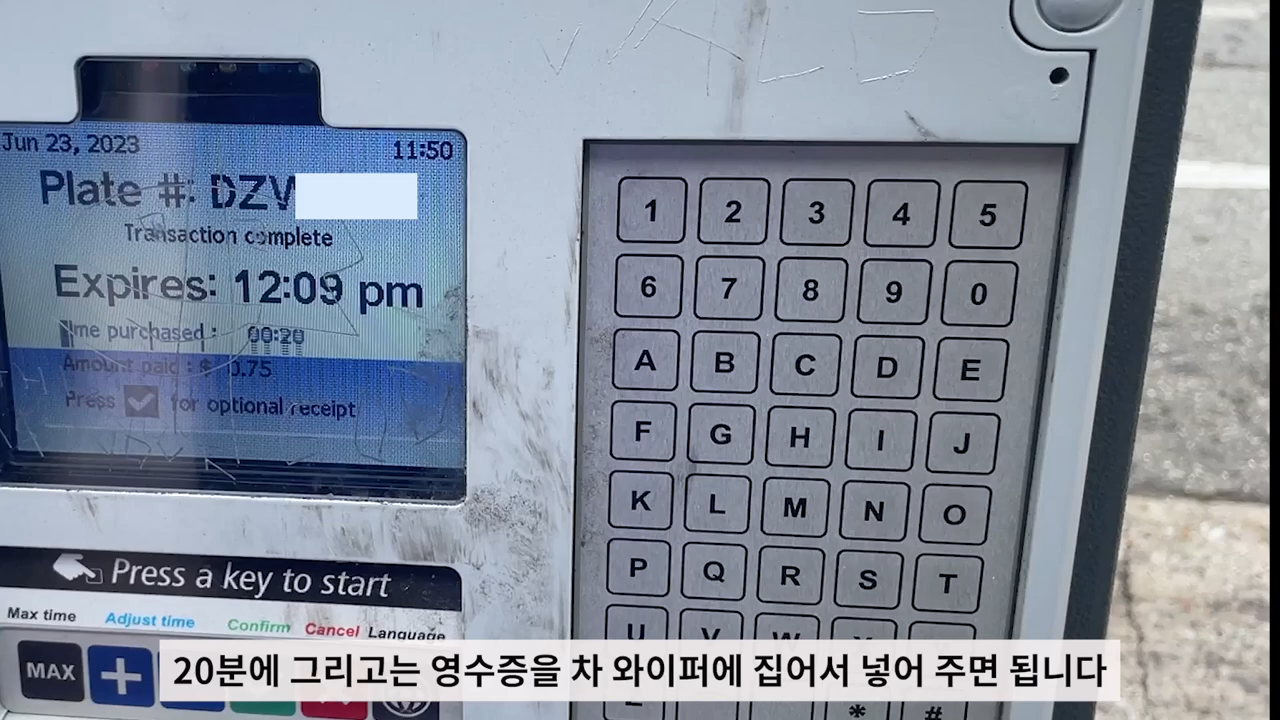 Jun 23, 2023 11:50
Plate #: DZV
Transaction complete
Expires: 12:09 pm
Time purchased : 00:20
Amount paid : $ 0.75
Press for optional receipt
Press a key to start
Max time Adjust time Confirm Cancel Language
MAX +
1 2 3 4 5
6 7 8 9 0
A B C D E
F G H I J
K L M N O
P Q R S T
U V W X
* #
20분에 그리고는 영수증을 차 와이퍼에 집어서 넣어 주면 됩니다